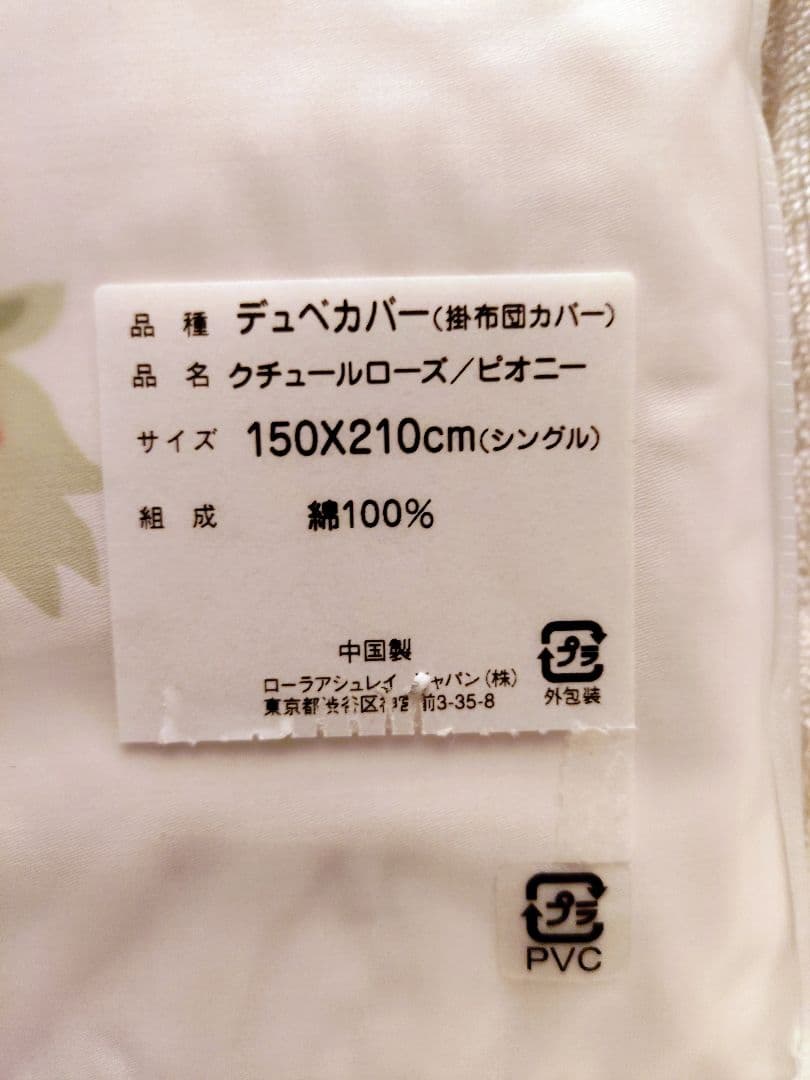 品 種 デュベカバー(掛布団カバー)
品 名 クチュールローズ/ピオニー
サイズ 150X210cm(シングル)
組 成 綿100%
中国製
ローラアシュレイ ャパン(株)
東京都渋谷区 前3-35-8
プラ
外包装
プラ
PVC